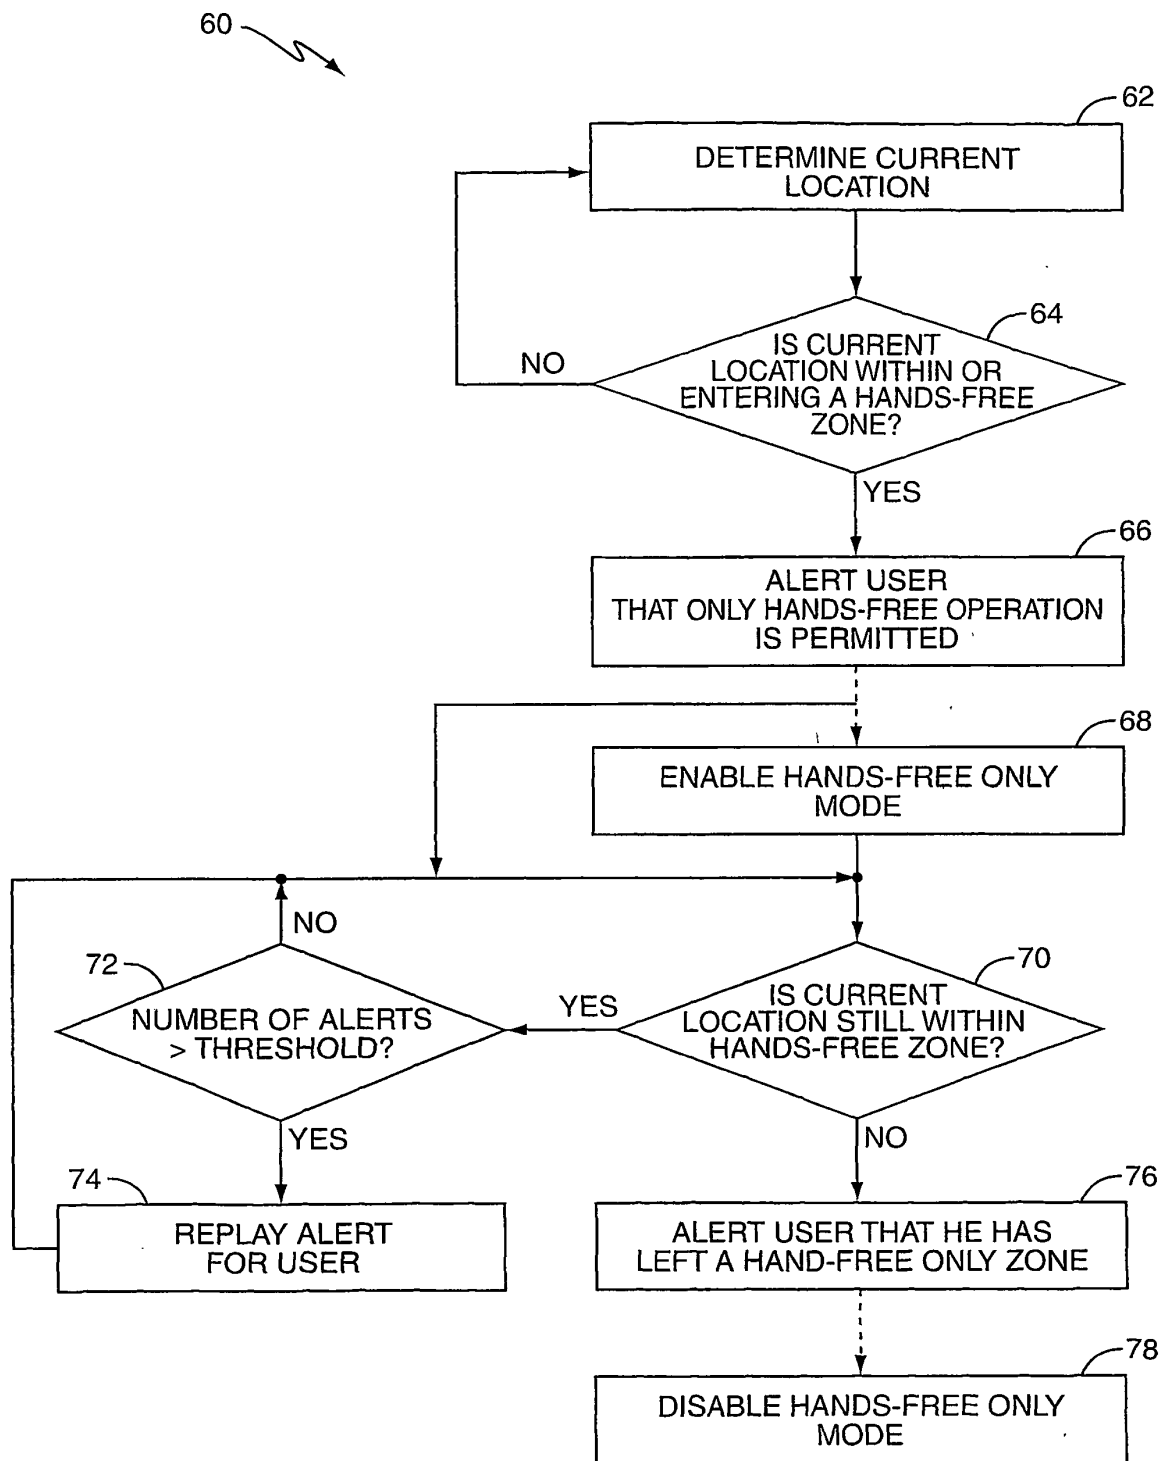 60
62
DETERMINE CURRENT
LOCATION
64
IS CURRENT
LOCATION WITHIN OR
ENTERING A HANDS-FREE
ZONE?
NO
YES
66
ALERT USER
THAT ONLY HANDS-FREE OPERATION
IS PERMITTED
68
ENABLE HANDS-FREE ONLY
MODE
NO
72
NUMBER OF ALERTS
> THRESHOLD?
YES
70
IS CURRENT
LOCATION STILL WITHIN
HANDS-FREE ZONE?
YES
NO
74
REPLAY ALERT
FOR USER
76
ALERT USER THAT HE HAS
LEFT A HAND-FREE ONLY ZONE
78
DISABLE HANDS-FREE ONLY
MODE